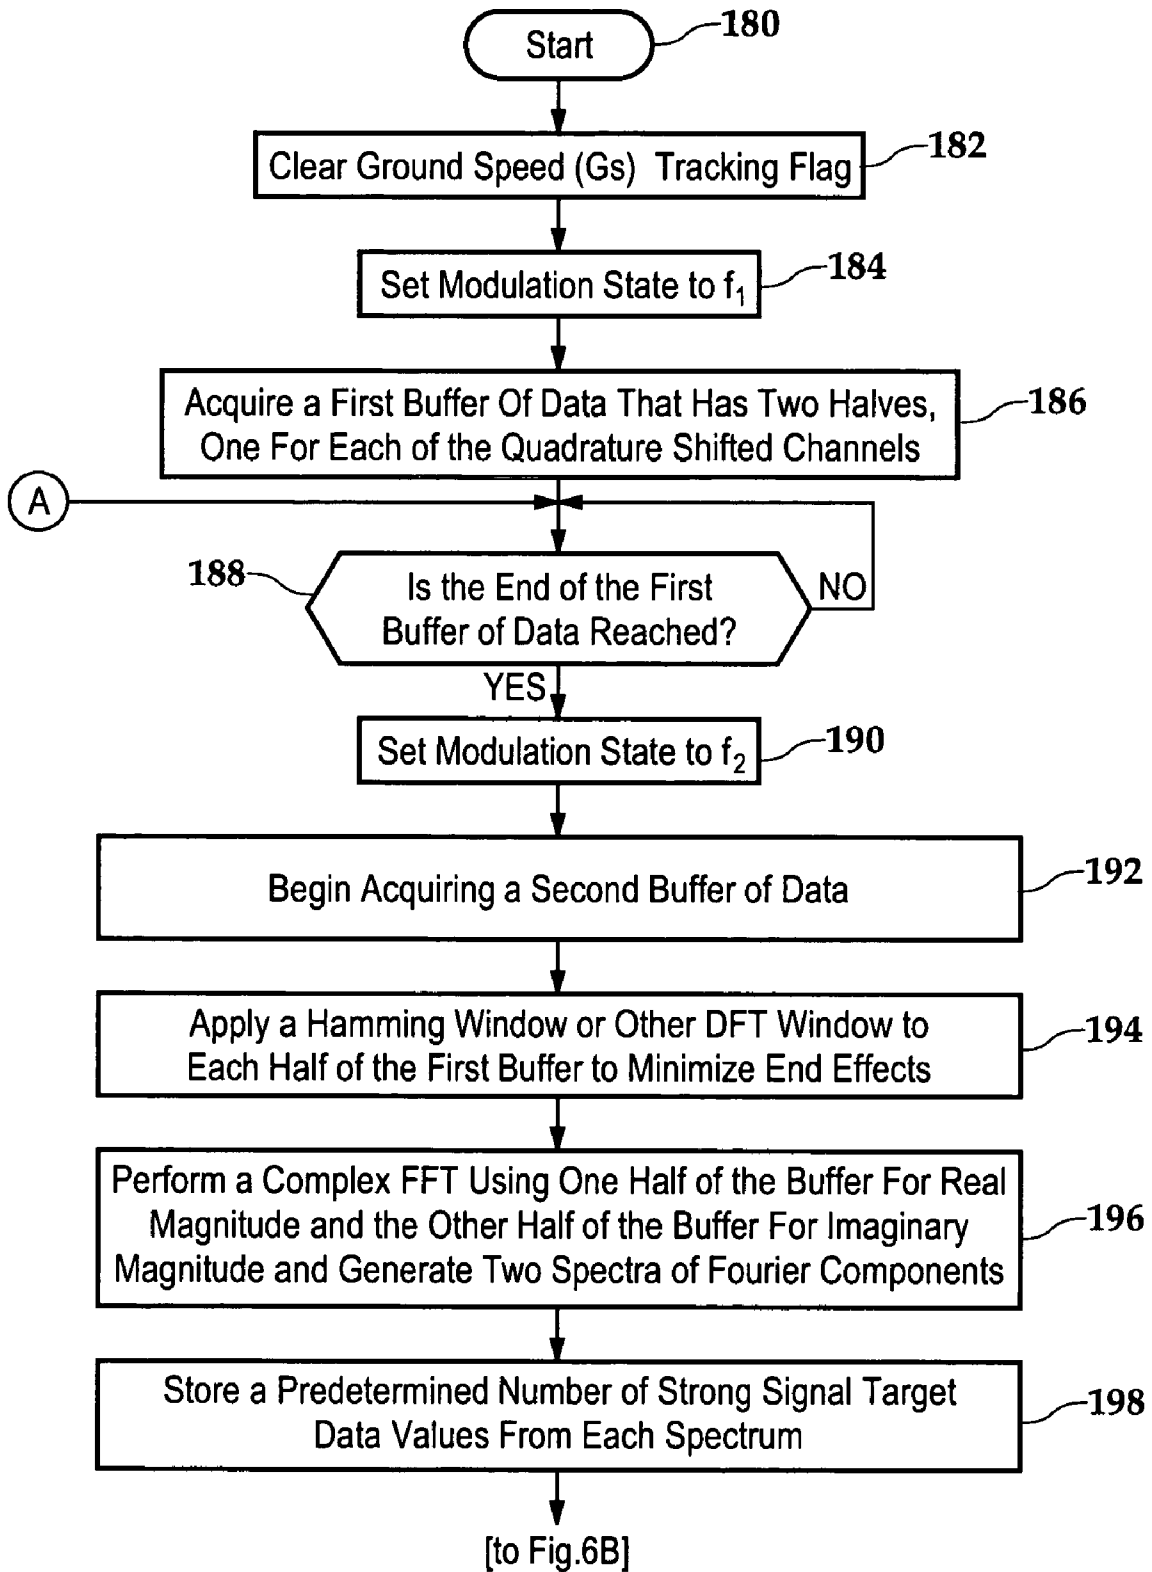 Start
180
Clear Ground Speed (Gs) Tracking Flag
182
Set Modulation State to f1
184
Acquire a First Buffer Of Data That Has Two Halves,
One For Each of the Quadrature Shifted Channels
186
A
188
Is the End of the First
Buffer of Data Reached?
NO
YES
Set Modulation State to f2
190
Begin Acquiring a Second Buffer of Data
192
Apply a Hamming Window or Other DFT Window to
Each Half of the First Buffer to Minimize End Effects
194
Perform a Complex FFT Using One Half of the Buffer For Real
Magnitude and the Other Half of the Buffer For Imaginary
Magnitude and Generate Two Spectra of Fourier Components
196
Store a Predetermined Number of Strong Signal Target
Data Values From Each Spectrum
198
[to Fig.6B]